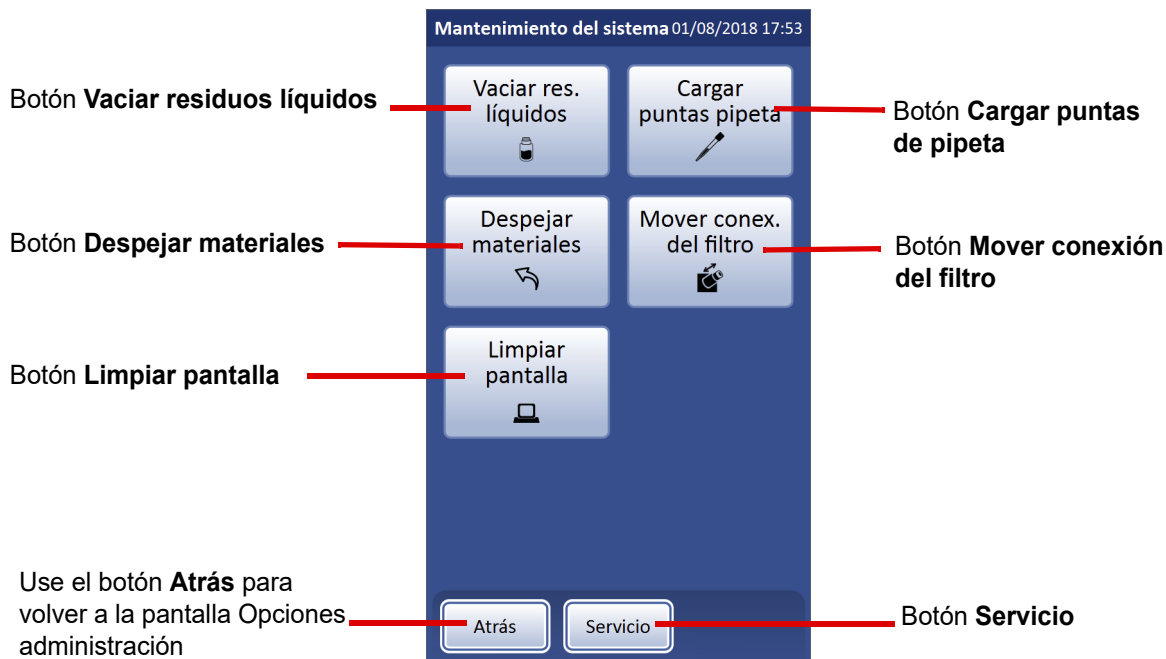 Mantenimiento del sistema 01/08/2018 17:53
Botón Vaciar residuos líquidos
Vaciar res.
líquidos
Cargar
puntas pipeta
Botón Cargar puntas
de pipeta
Botón Despejar materiales
Despejar
materiales
Mover conex.
del filtro
Botón Mover conexión
del filtro
Botón Limpiar pantalla
Limpiar
pantalla
Use el botón Atrás para
volver a la pantalla Opciones
administración
Atrás
Servicio
Botón Servicio